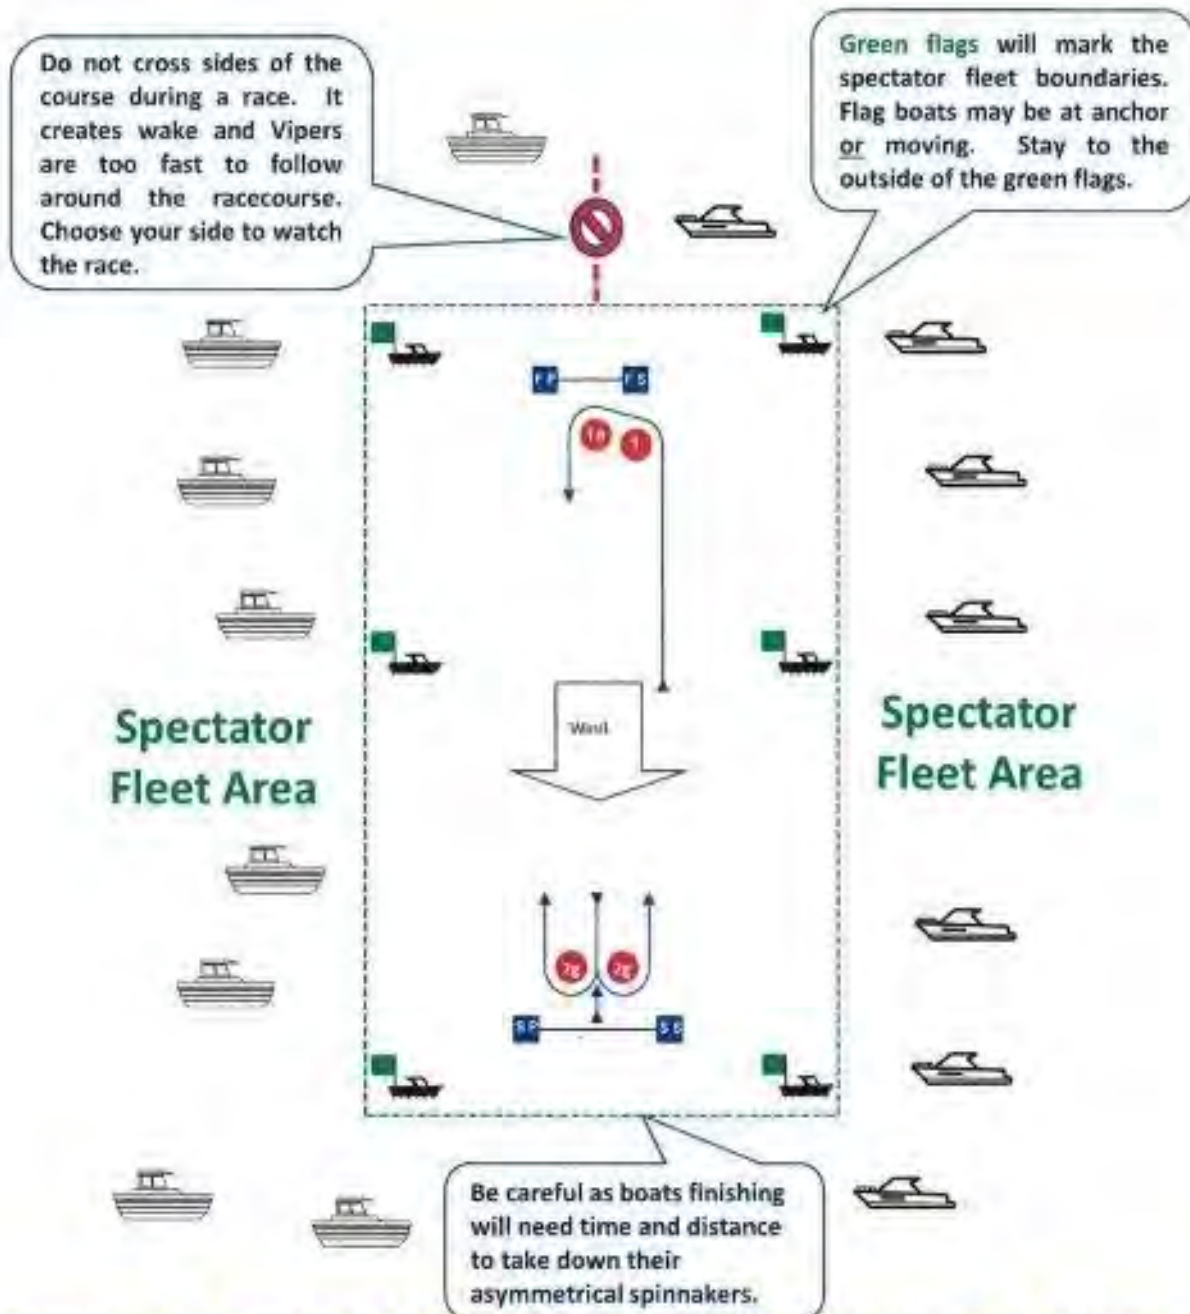 Do not cross sides of the
course during a race. It
creates wake and Vipers
are too fast to follow
around the racecourse.
Choose your side to watch
the race.
Green flags will mark the
spectator fleet boundaries.
Flag boats may be at anchor
or moving. Stay to the
outside of the green flags.
F P
F S
1
Spectator
Fleet Area
Wind
Spectator
Fleet Area
Be careful as boats finishing
will need time and distance
to take down their
asymmetrical spinnakers.